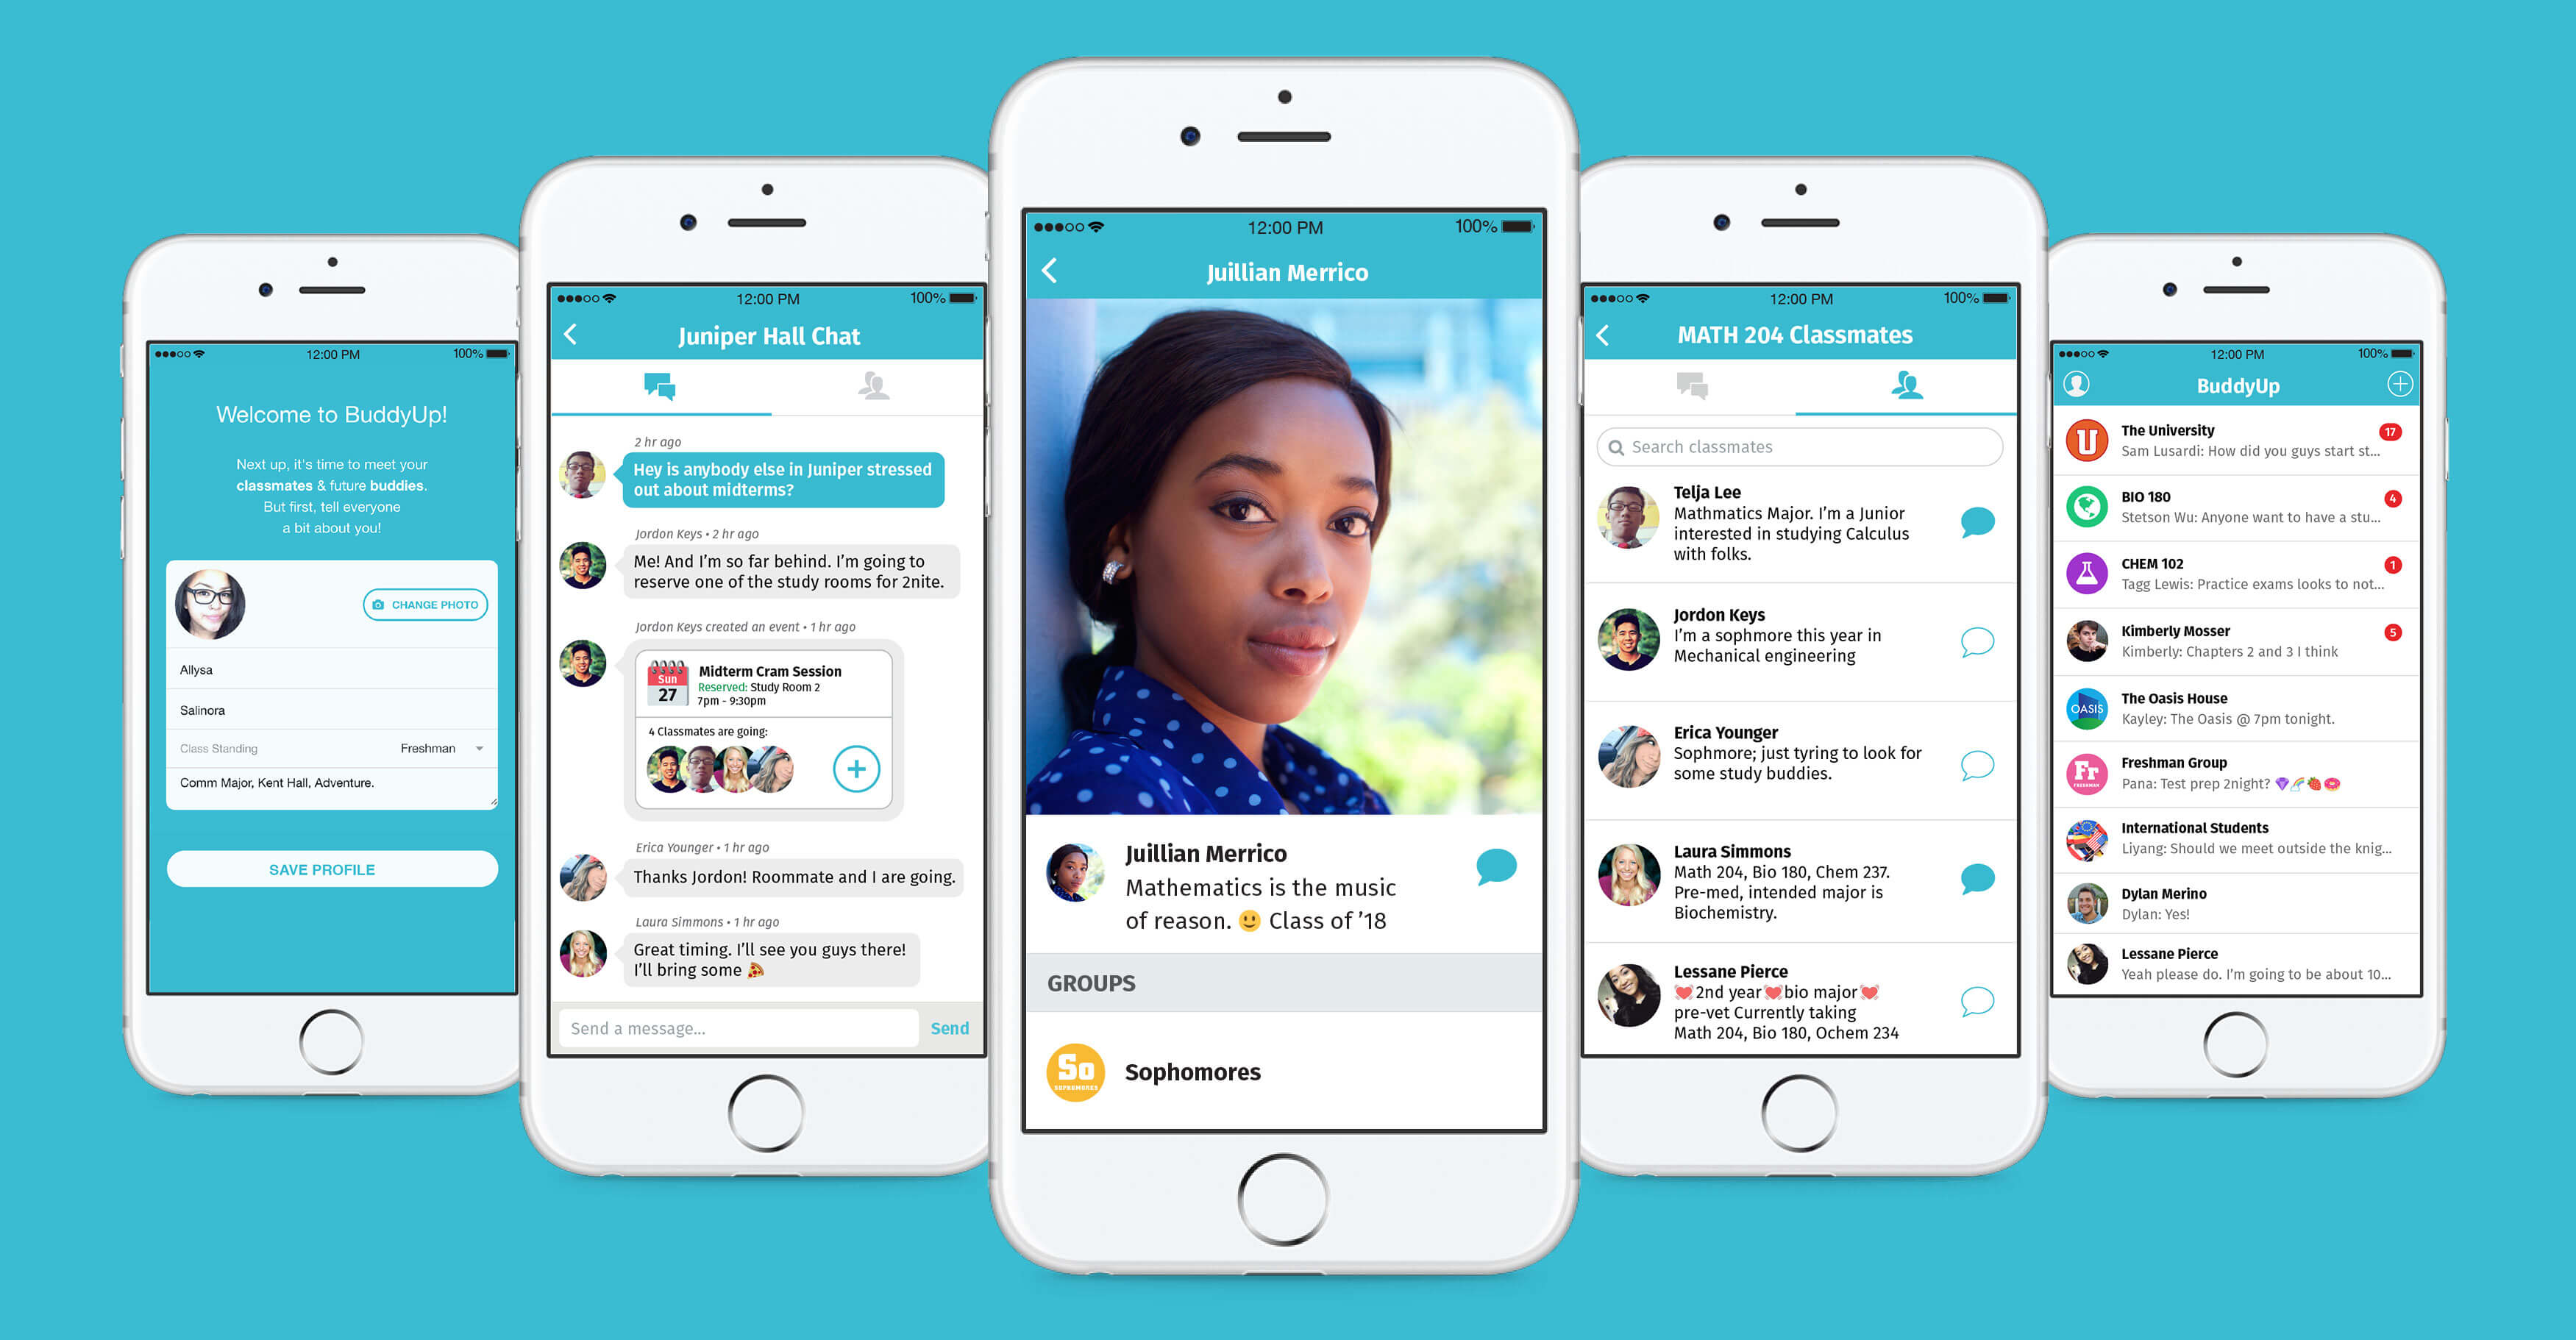 12:00 PM
100%
Welcome to BuddyUp!
Next up, it's time to meet your
classmates & future buddies.
But first, tell everyone
a bit about you!
CHANGE PHOTO
Allysa
Salinora
Class Standing Freshman
Comm Major, Kent Hall, Adventure.
SAVE PROFILE
12:00 PM
100%
Juniper Hall Chat
2 hr ago
Hey is anybody else in Juniper stressed
out about midterms?
Jordon Keys • 2 hr ago
Me! And I'm so far behind. I'm going to
reserve one of the study rooms for 2nite.
Jordon Keys created an event • 1 hr ago
Sun
27
Midterm Cram Session
Reserved: Study Room 2
7pm - 9:30pm
4 Classmates are going:
Erica Younger • 1 hr ago
Thanks Jordon! Roommate and I are going.
Laura Simmons • 1 hr ago
Great timing. I'll see you guys there!
I'll bring some 🍕
Send a message...
Send
12:00 PM
100%
Juillian Merrico
Juillian Merrico
Mathematics is the music
of reason. 🙂 Class of '18
GROUPS
So
SOPHOMORES
Sophomores
12:00 PM
100%
MATH 204 Classmates
Search classmates
Telja Lee
Mathmatics Major. I'm a Junior
interested in studying Calculus
with folks.
Jordon Keys
I'm a sophmore this year in
Mechanical engineering
Erica Younger
Sophmore; just tyring to look for
some study buddies.
Laura Simmons
Math 204, Bio 180, Chem 237.
Pre-med, intended major is
Biochemistry.
Lessane Pierce
💓2nd year💓bio major💓
pre-vet Currently taking
Math 204, Bio 180, Ochem 234
12:00 PM
100%
BuddyUp
U
The University
17
Sam Lusardi: How did you guys start st...
BIO 180
4
Stetson Wu: Anyone want to have a stu...
CHEM 102
1
Tagg Lewis: Practice exams looks to not...
Kimberly Mosser
5
Kimberly: Chapters 2 and 3 I think
OASIS
The Oasis House
Kayley: The Oasis @ 7pm tonight.
Fr
FRESHMAN
Freshman Group
Pana: Test prep 2night? 💎🌈🍓🍩
International Students
Liyang: Should we meet outside the knig...
Dylan Merino
Dylan: Yes!
Lessane Pierce
Yeah please do. I'm going to be about 10...